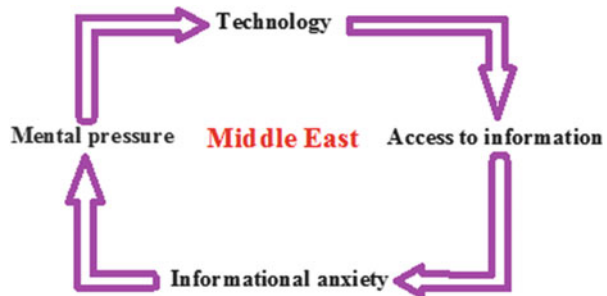 Technology
Mental pressure
Middle East
Access to information
Informational anxiety